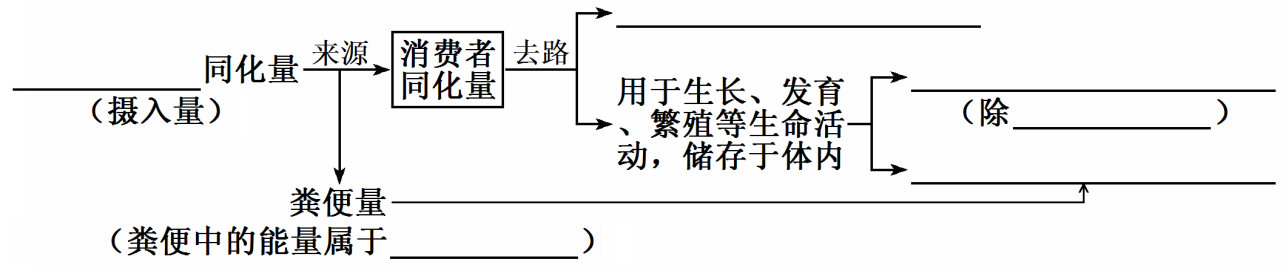 同化量
(摄入量)
来源
消费者
同化量
去路
用于生长、发育
、繁殖等生命活
动，储存于体内
(除 )
粪便量
(粪便中的能量属于 )